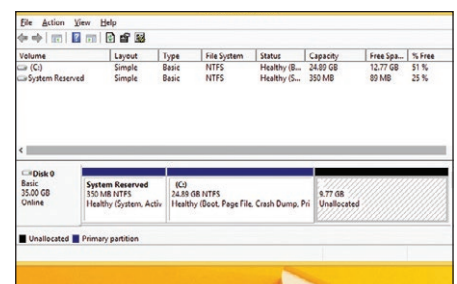 File Action View Help
Volume Layout Type File System Status Capacity Free Spa... % Free
(C:) Simple Basic NTFS Healthy (B... 24.89 GB 12.77 GB 51 %
System Reserved Simple Basic NTFS Healthy (S... 350 MB 89 MB 25 %
Disk 0
Basic
35.00 GB
Online
System Reserved
350 MB NTFS
Healthy (System, Activ
(C:)
24.89 GB NTFS
Healthy (Boot, Page File, Crash Dump, Pri
9.77 GB
Unallocated
Unallocated Primary partition